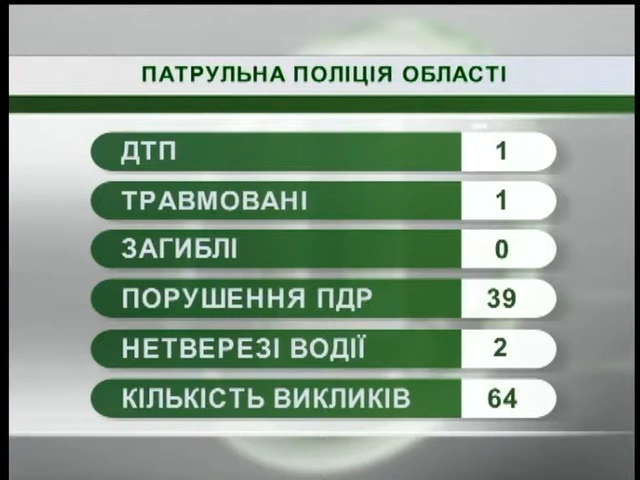 ПАТРУЛЬНА ПОЛІЦІЯ ОБЛАСТІ
ДТП 1
ТРАВМОВАНІ 1
ЗАГИБЛІ 0
ПОРУШЕННЯ ПДР 39
НЕТВЕРЕЗІ ВОДІЇ 2
КІЛЬКІСТЬ ВИКЛИКІВ 64